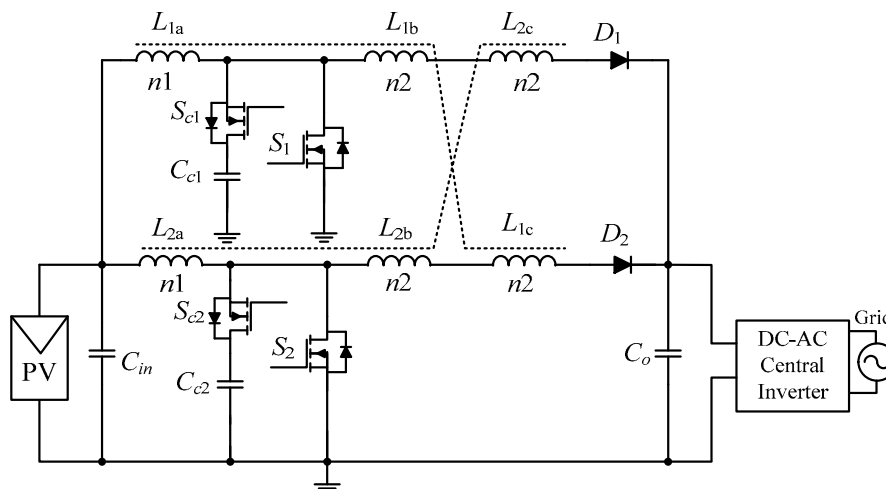 L1a
L1b
L2c
D1
n1
n2
n2
Sc1
S1
Cc1
L2a
L2b
L1c
D2
n1
n2
n2
Sc2
S2
PV
Cin
Cc2
Co
DC-AC
Central
Inverter
Grid